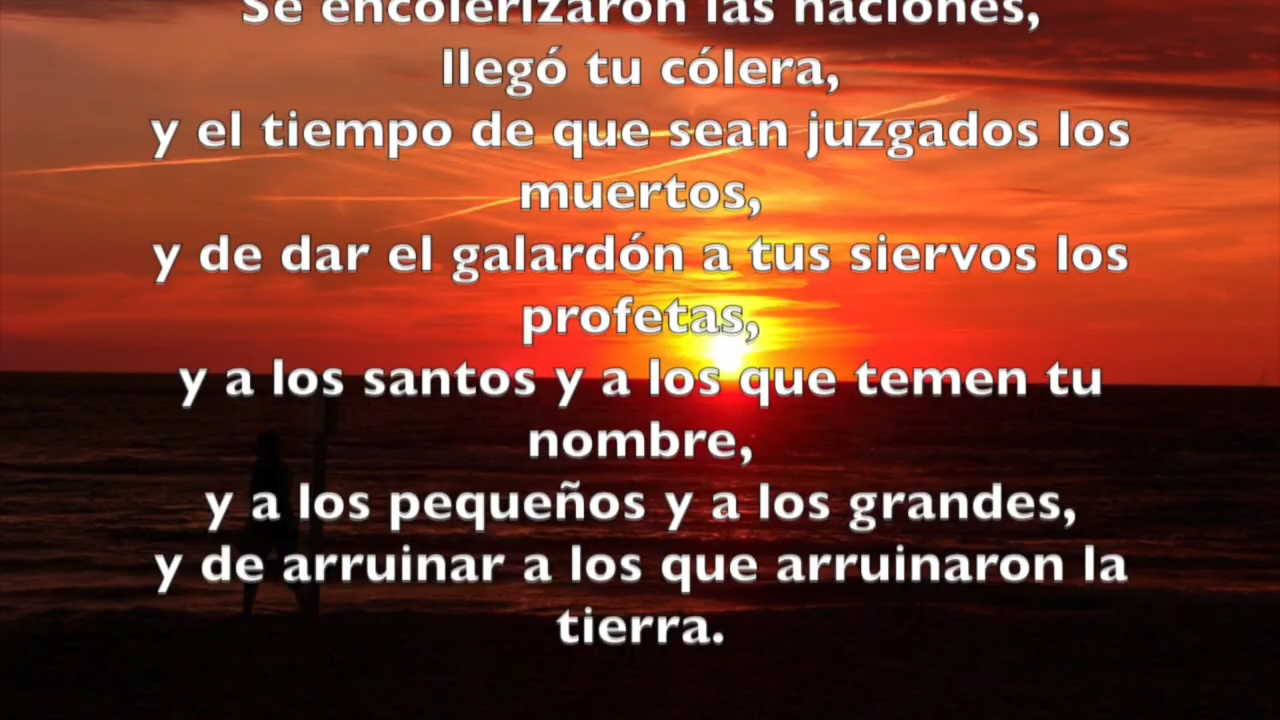 Se encolerizaron las naciones,
llegó tu cólera,
y el tiempo de que sean juzgados los
muertos,
y de dar el galardón a tus siervos los
profetas,
y a los santos y a los que temen tu
nombre,
y a los pequeños y a los grandes,
y de arruinar a los que arruinaron la
tierra.